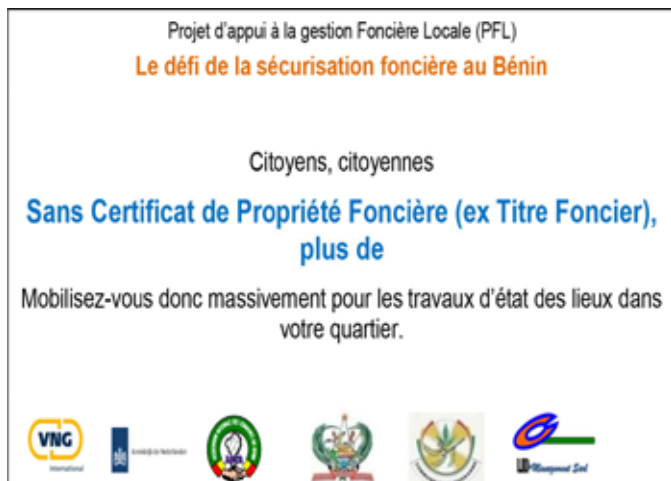 Projet d'appui à la gestion Foncière Locale (PFL)
Le défi de la sécurisation foncière au Bénin
Citoyens, citoyennes
Sans Certificat de Propriété Foncière (ex Titre Foncier),
plus de
Mobilisez-vous donc massivement pour les travaux d'état des lieux dans
votre quartier.
VNG
International
Management Sarl